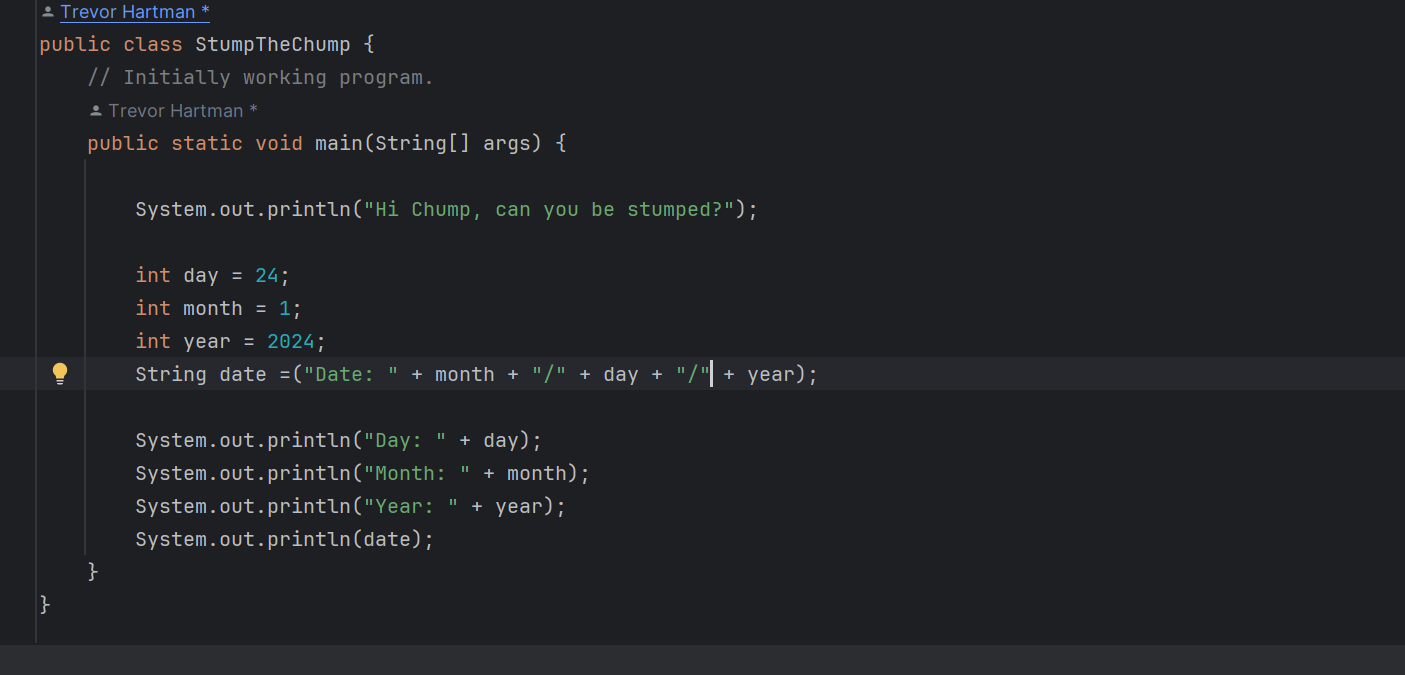 Trevor Hartman *
public class StumpTheChump {
    // Initially working program.
    Trevor Hartman *
    public static void main(String[] args) {
        System.out.println("Hi Chump, can you be stumped?");
        int day = 24;
        int month = 1;
        int year = 2024;
        String date =("Date: " + month + "/" + day + "/" + year);
        System.out.println("Day: " + day);
        System.out.println("Month: " + month);
        System.out.println("Year: " + year);
        System.out.println(date);
    }
}